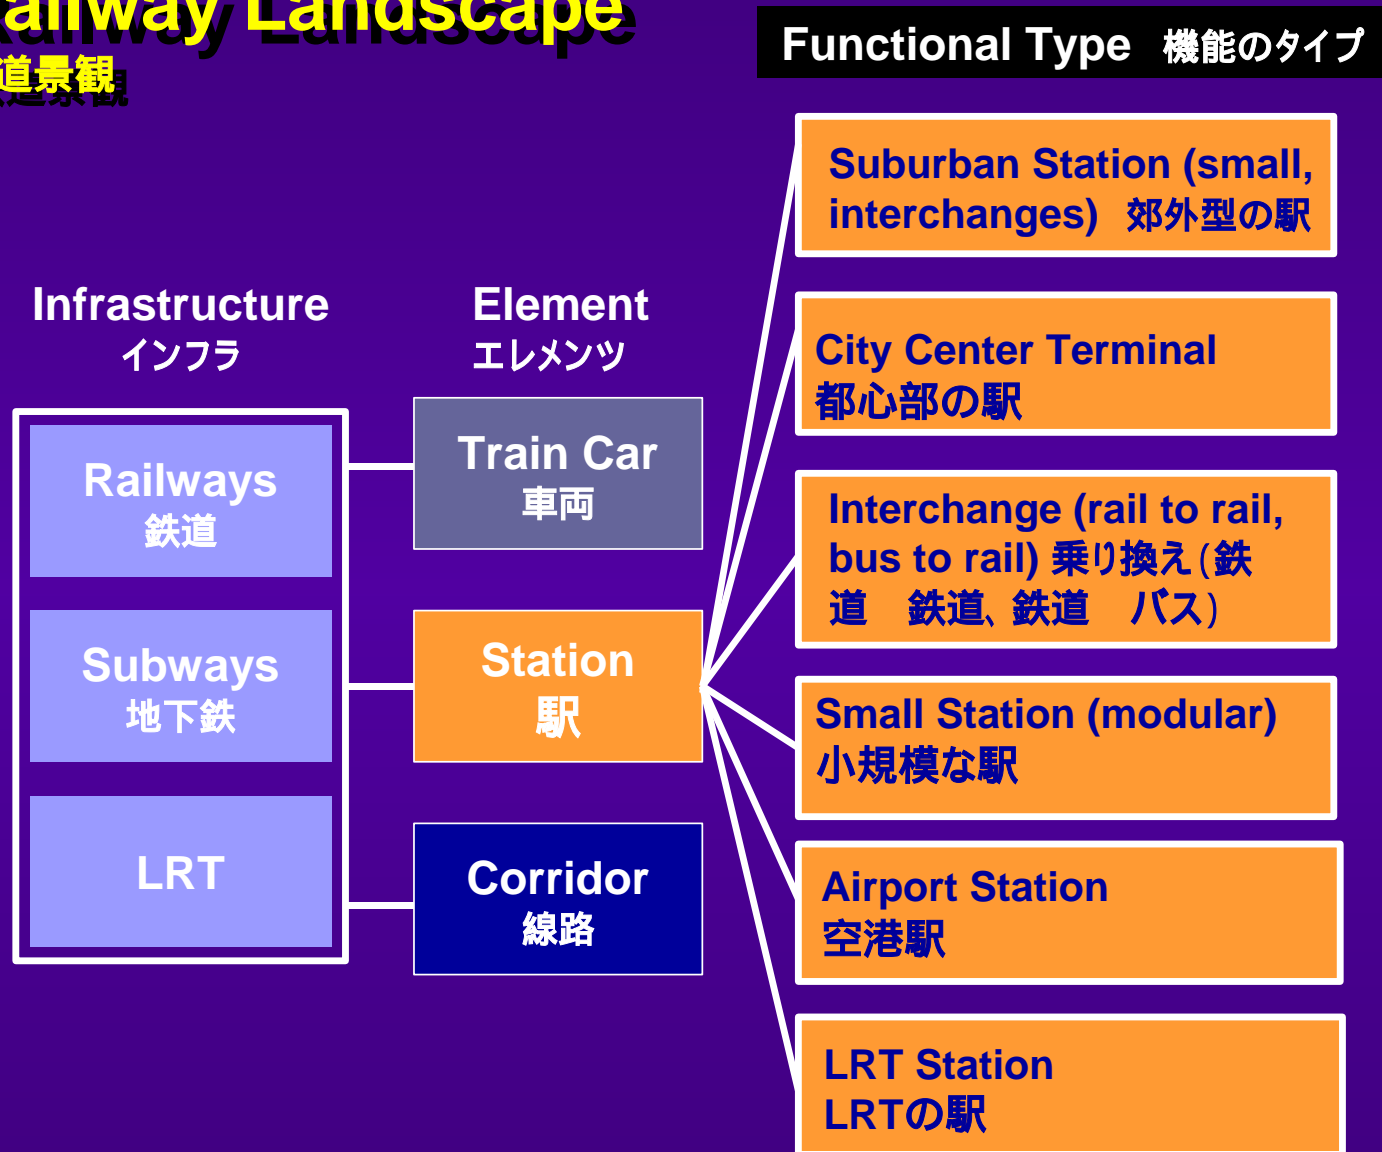 ailway Landscape
道景観
Functional Type 機能のタイプ
Suburban Station (small,
interchanges) 郊外型の駅
Infrastructure
インフラ
Element
エレメンツ
City Center Terminal
都心部の駅
Railways
鉄道
Train Car
車両
Interchange (rail to rail,
bus to rail) 乗り換え(鉄
道 鉄道、鉄道 バス)
Subways
地下鉄
Station
駅
Small Station (modular)
小規模な駅
LRT
Corridor
線路
Airport Station
空港駅
LRT Station
LRTの駅